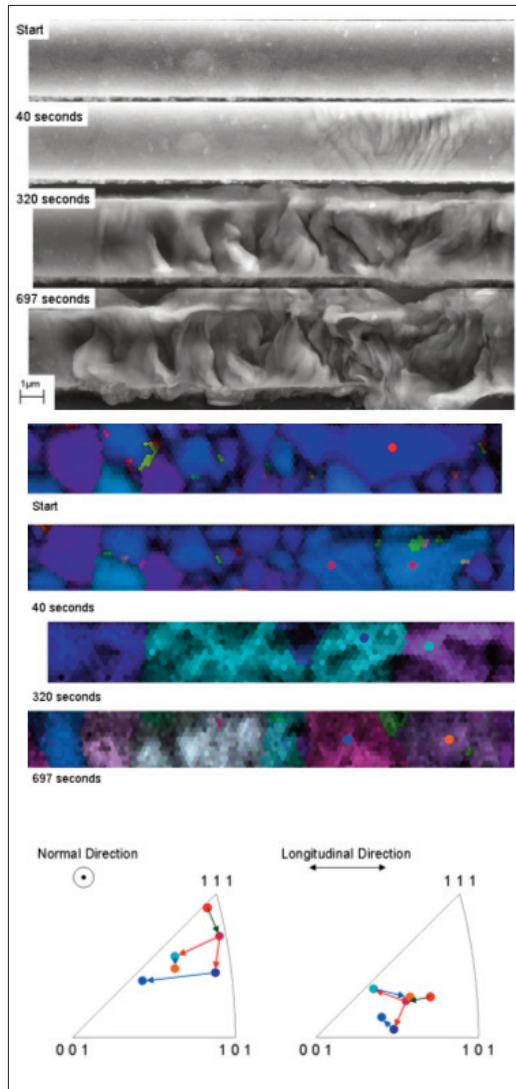 Start
40 seconds
320 seconds
697 seconds
1µm
Start
40 seconds
320 seconds
697 seconds
Normal Direction
Longitudinal Direction
1 1 1
1 1 1
0 0 1
1 0 1
0 0 1
1 0 1